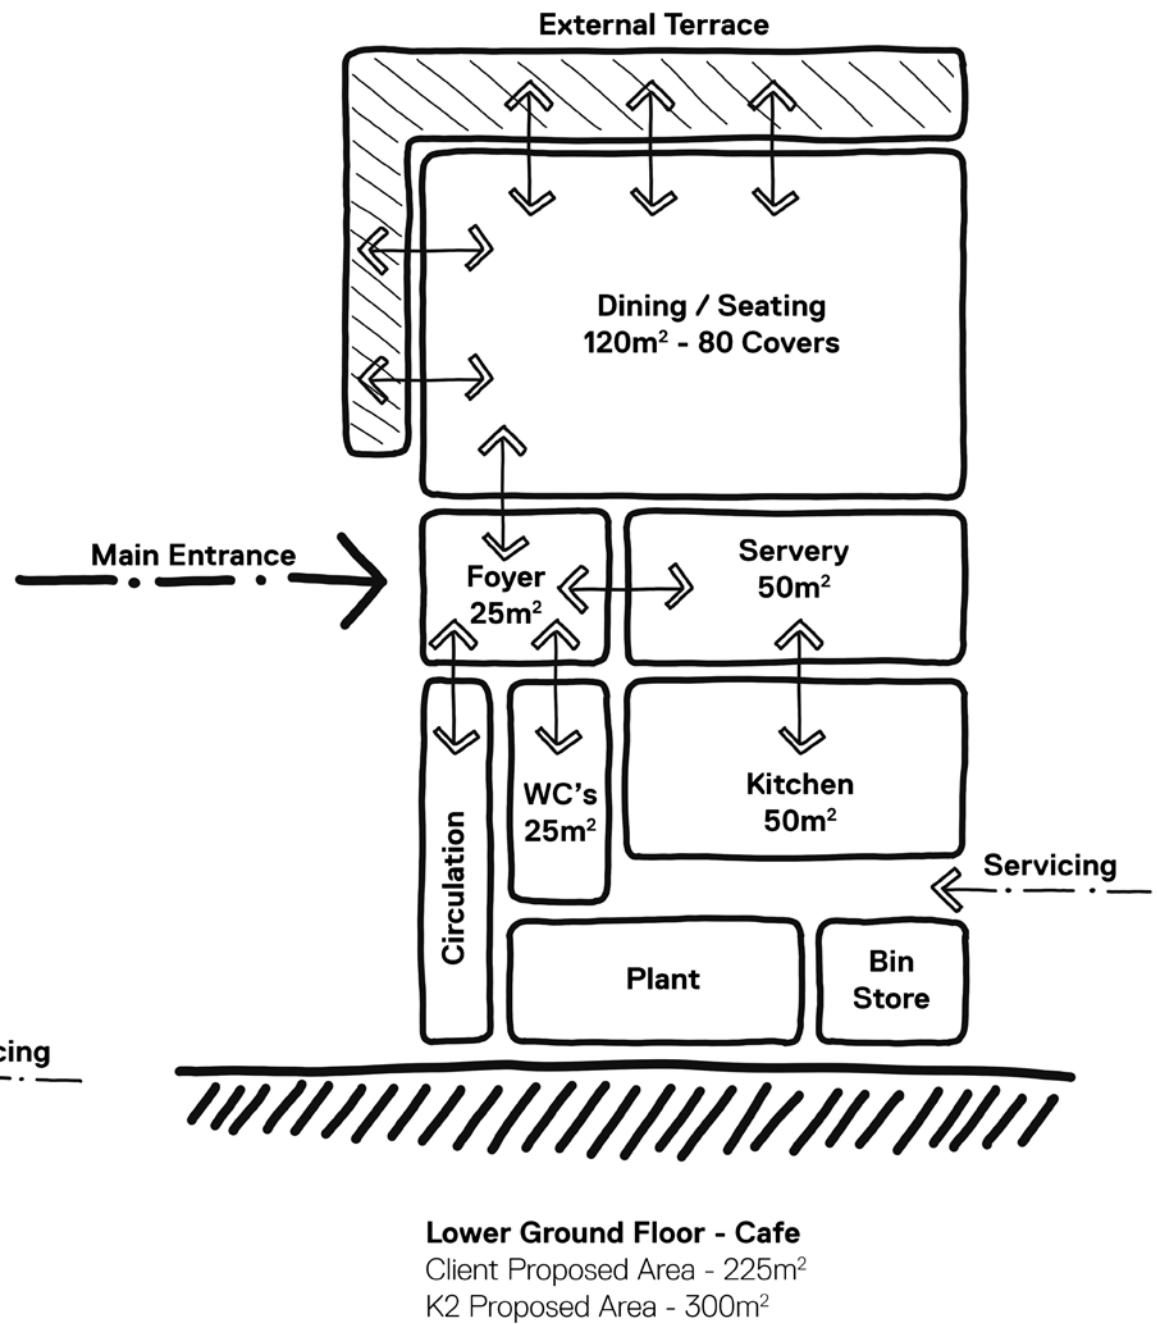 External Terrace
Dining / Seating
120m² - 80 Covers
Main Entrance
Foyer
25m²
Servery
50m²
WC's
25m²
Kitchen
50m²
Circulation
Servicing
Plant
Bin
Store
cing
Lower Ground Floor - Cafe
Client Proposed Area - 225m²
K2 Proposed Area - 300m²